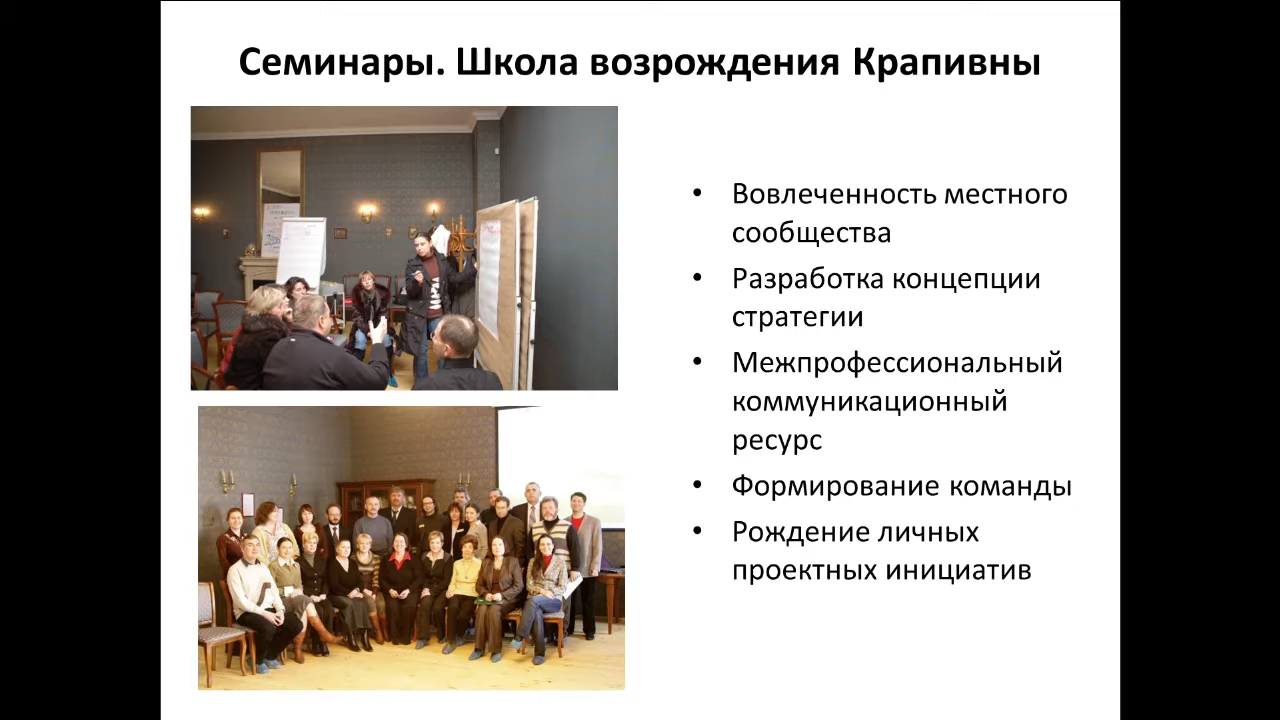 Семинары. Школа возрождения Крапивны
• Вовлеченность местного
сообщества
• Разработка концепции
стратегии
• Межпрофессиональный
коммуникационный
ресурс
• Формирование команды
• Рождение личных
проектных инициатив